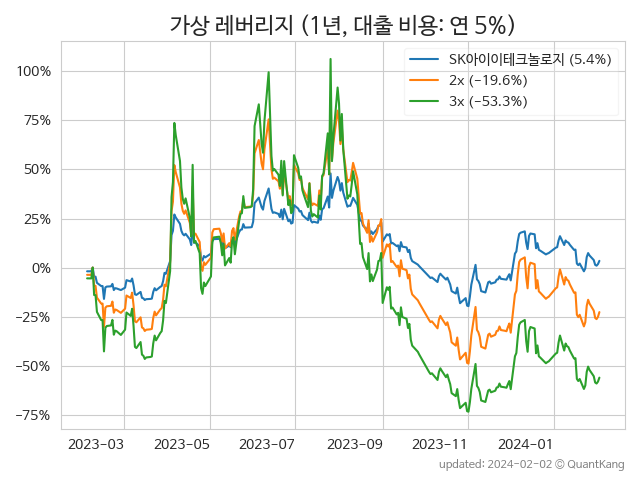 가상 레버리지 (1년, 대출 비용: 연 5%)
SK아이이테크놀로지 (5.4%)
2x (−19.6%)
3x (−53.3%)
100%
75%
50%
25%
0%
−25%
−50%
−75%
2023-03 2023-05 2023-07 2023-09 2023-11 2024-01
updated: 2024-02-02 © QuantKang